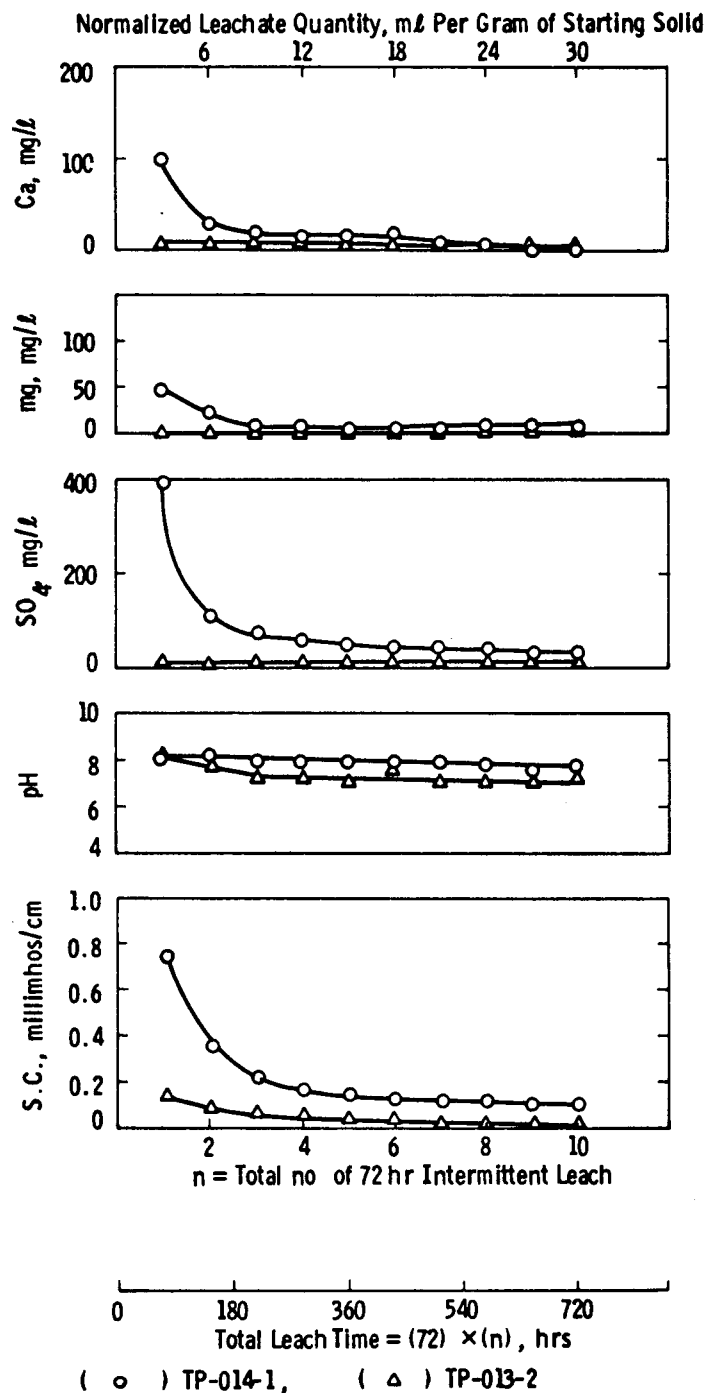 Normalized Leachate Quantity, mℓ Per Gram of Starting Solid
6 12 18 24 30
Ca, mg/ℓ
200
100
0
mg, mg/ℓ
100
50
0
SO4, mg/ℓ
400
200
0
pH
10
8
6
4
S.C., millimhos/cm
1.0
0.8
0.6
0.4
0.2
0
2 4 6 8 10
n = Total no of 72 hr Intermittent Leach
0 180 360 540 720
Total Leach Time = (72) ×(n), hrs
( o ) TP-014-1, ( Δ ) TP-013-2